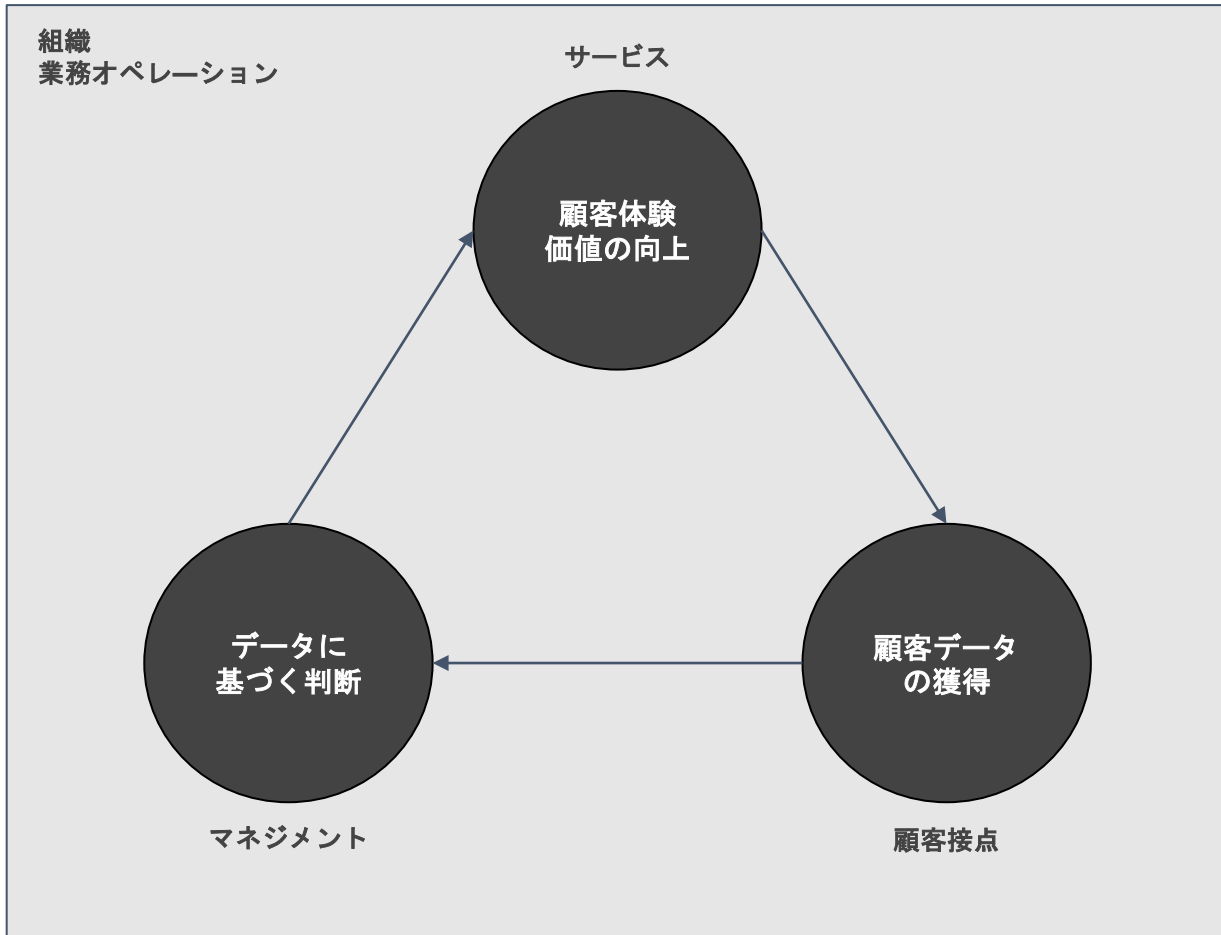 組織
業務オペレーション
サービス
顧客体験
価値の向上
データに
基づく判断
顧客データ
の獲得
マネジメント
顧客接点